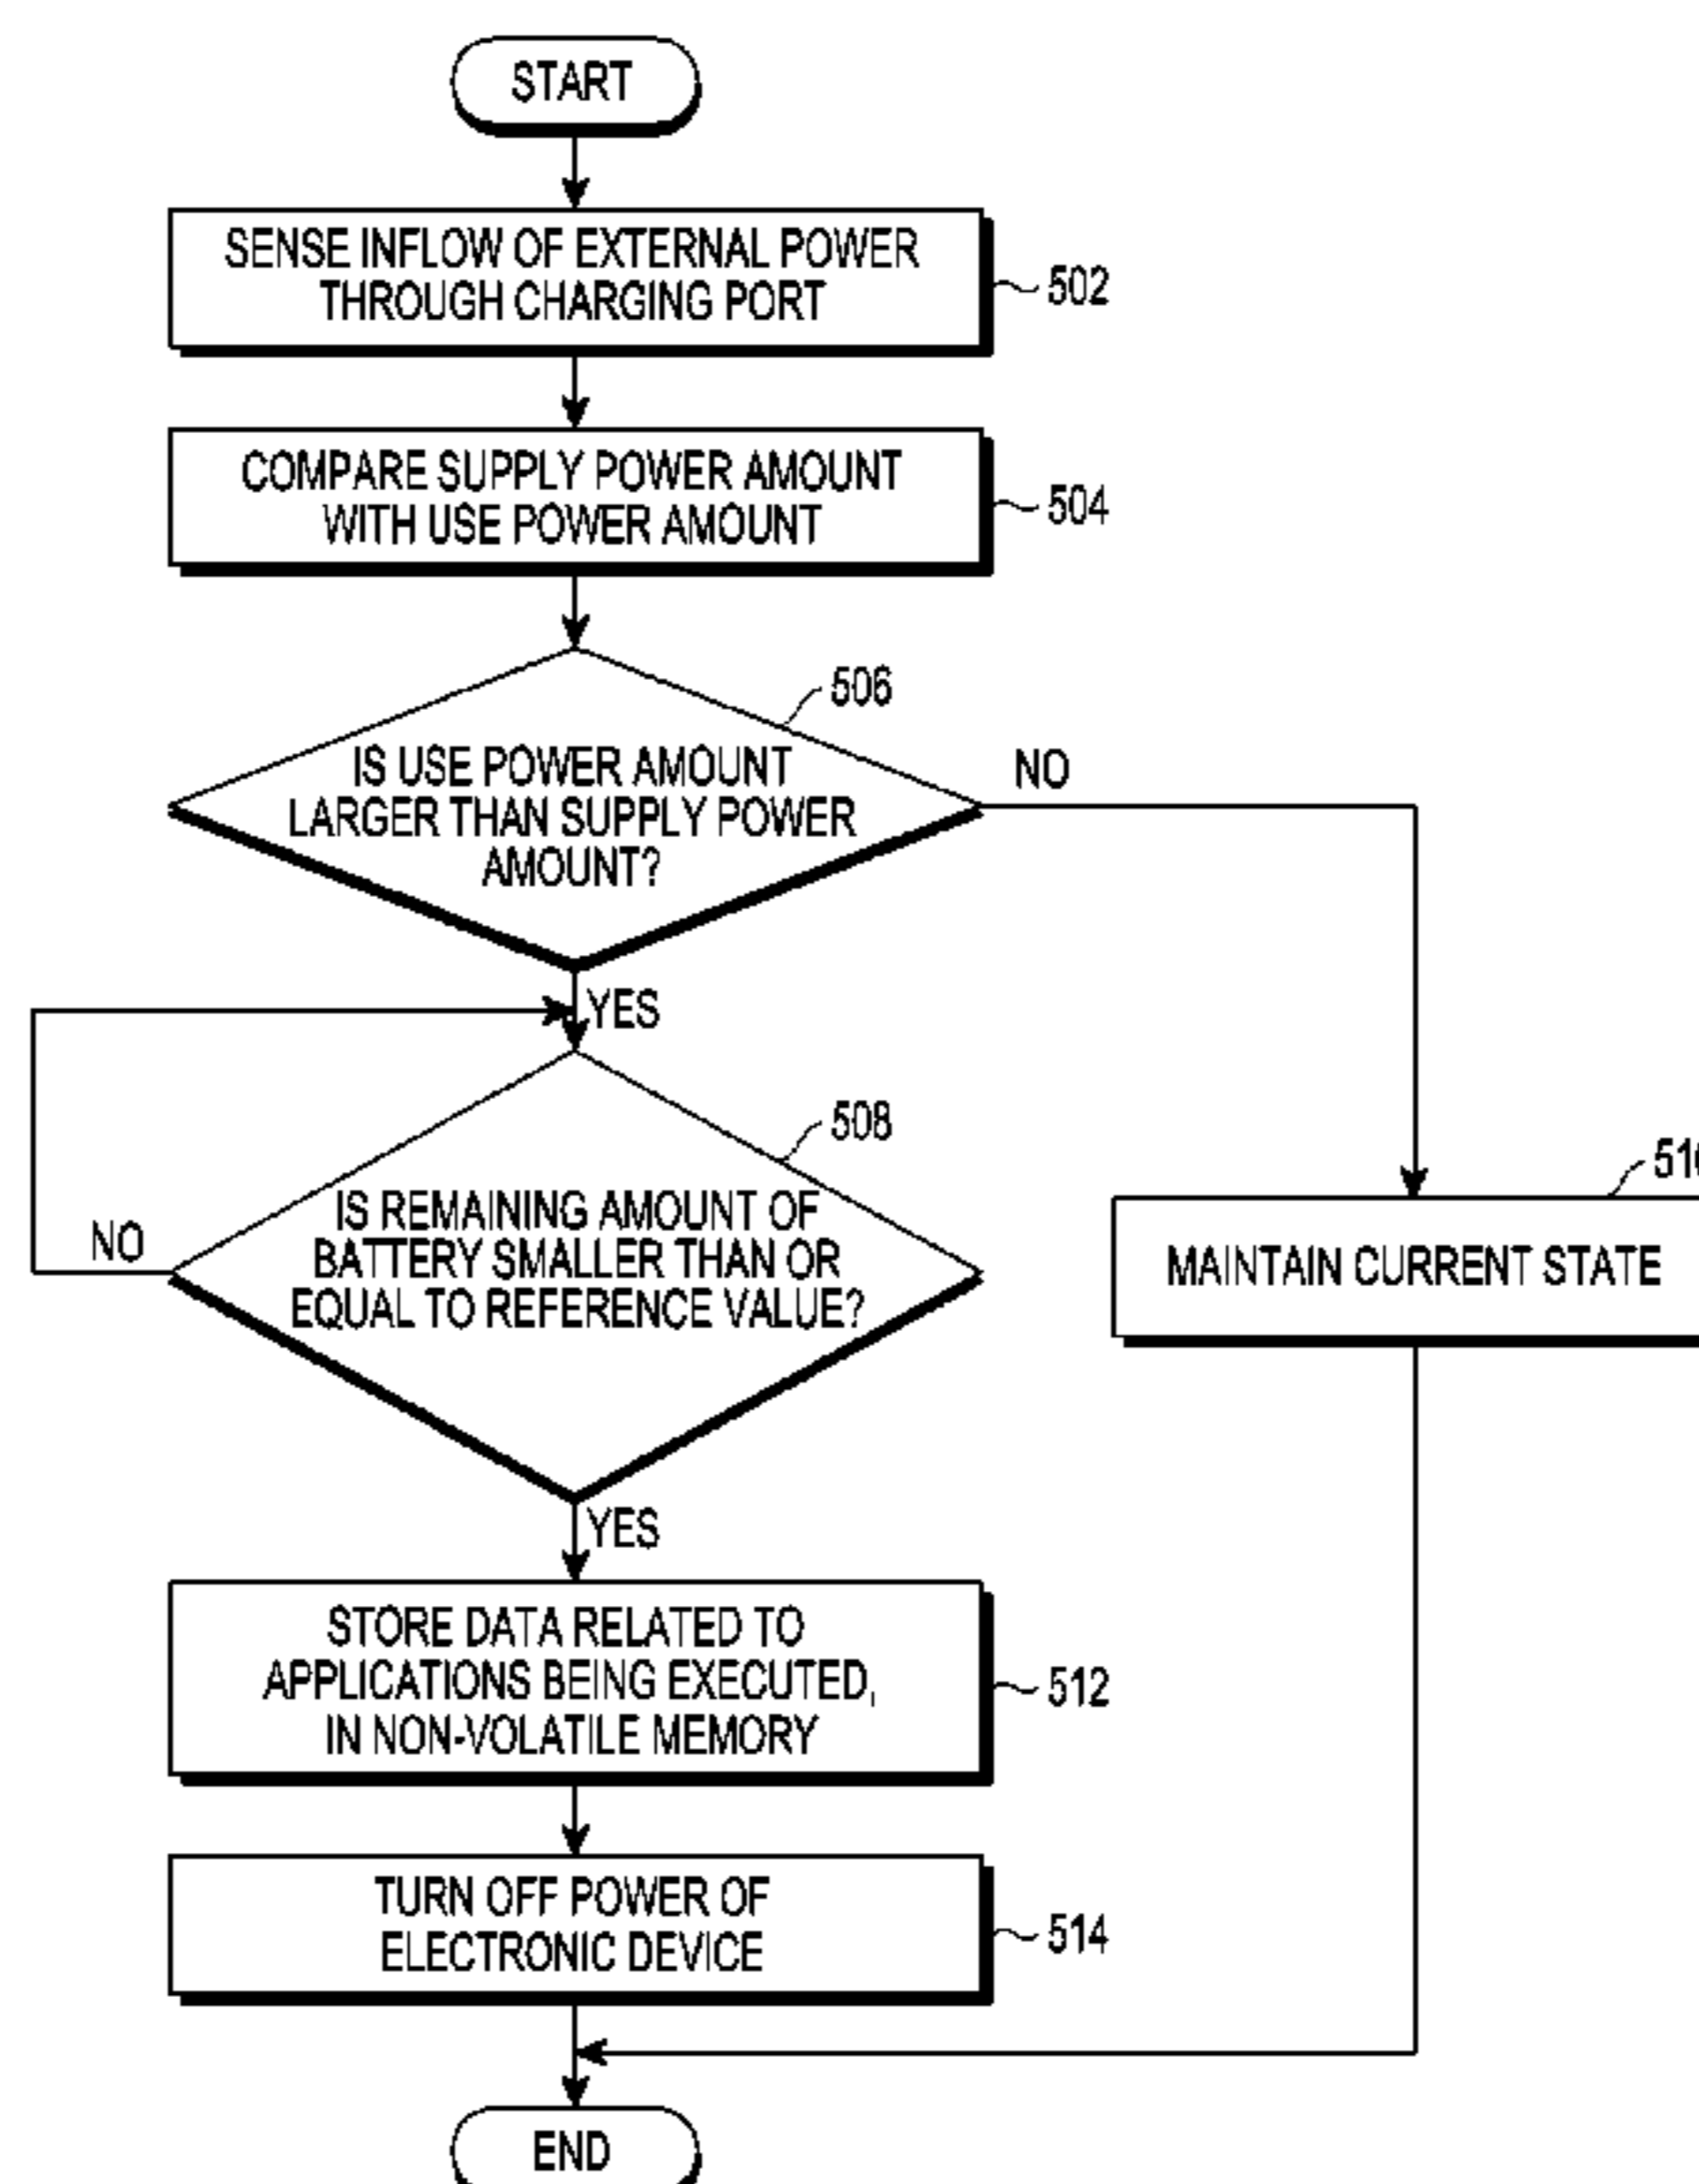 START
SENSE INFLOW OF EXTERNAL POWER
THROUGH CHARGING PORT
502
COMPARE SUPPLY POWER AMOUNT
WITH USE POWER AMOUNT
504
506
IS USE POWER AMOUNT
LARGER THAN SUPPLY POWER
AMOUNT?
NO
YES
508
IS REMAINING AMOUNT OF
BATTERY SMALLER THAN OR
EQUAL TO REFERENCE VALUE?
NO
MAINTAIN CURRENT STATE
YES
STORE DATA RELATED TO
APPLICATIONS BEING EXECUTED,
IN NON-VOLATILE MEMORY
512
TURN OFF POWER OF
ELECTRONIC DEVICE
514
END